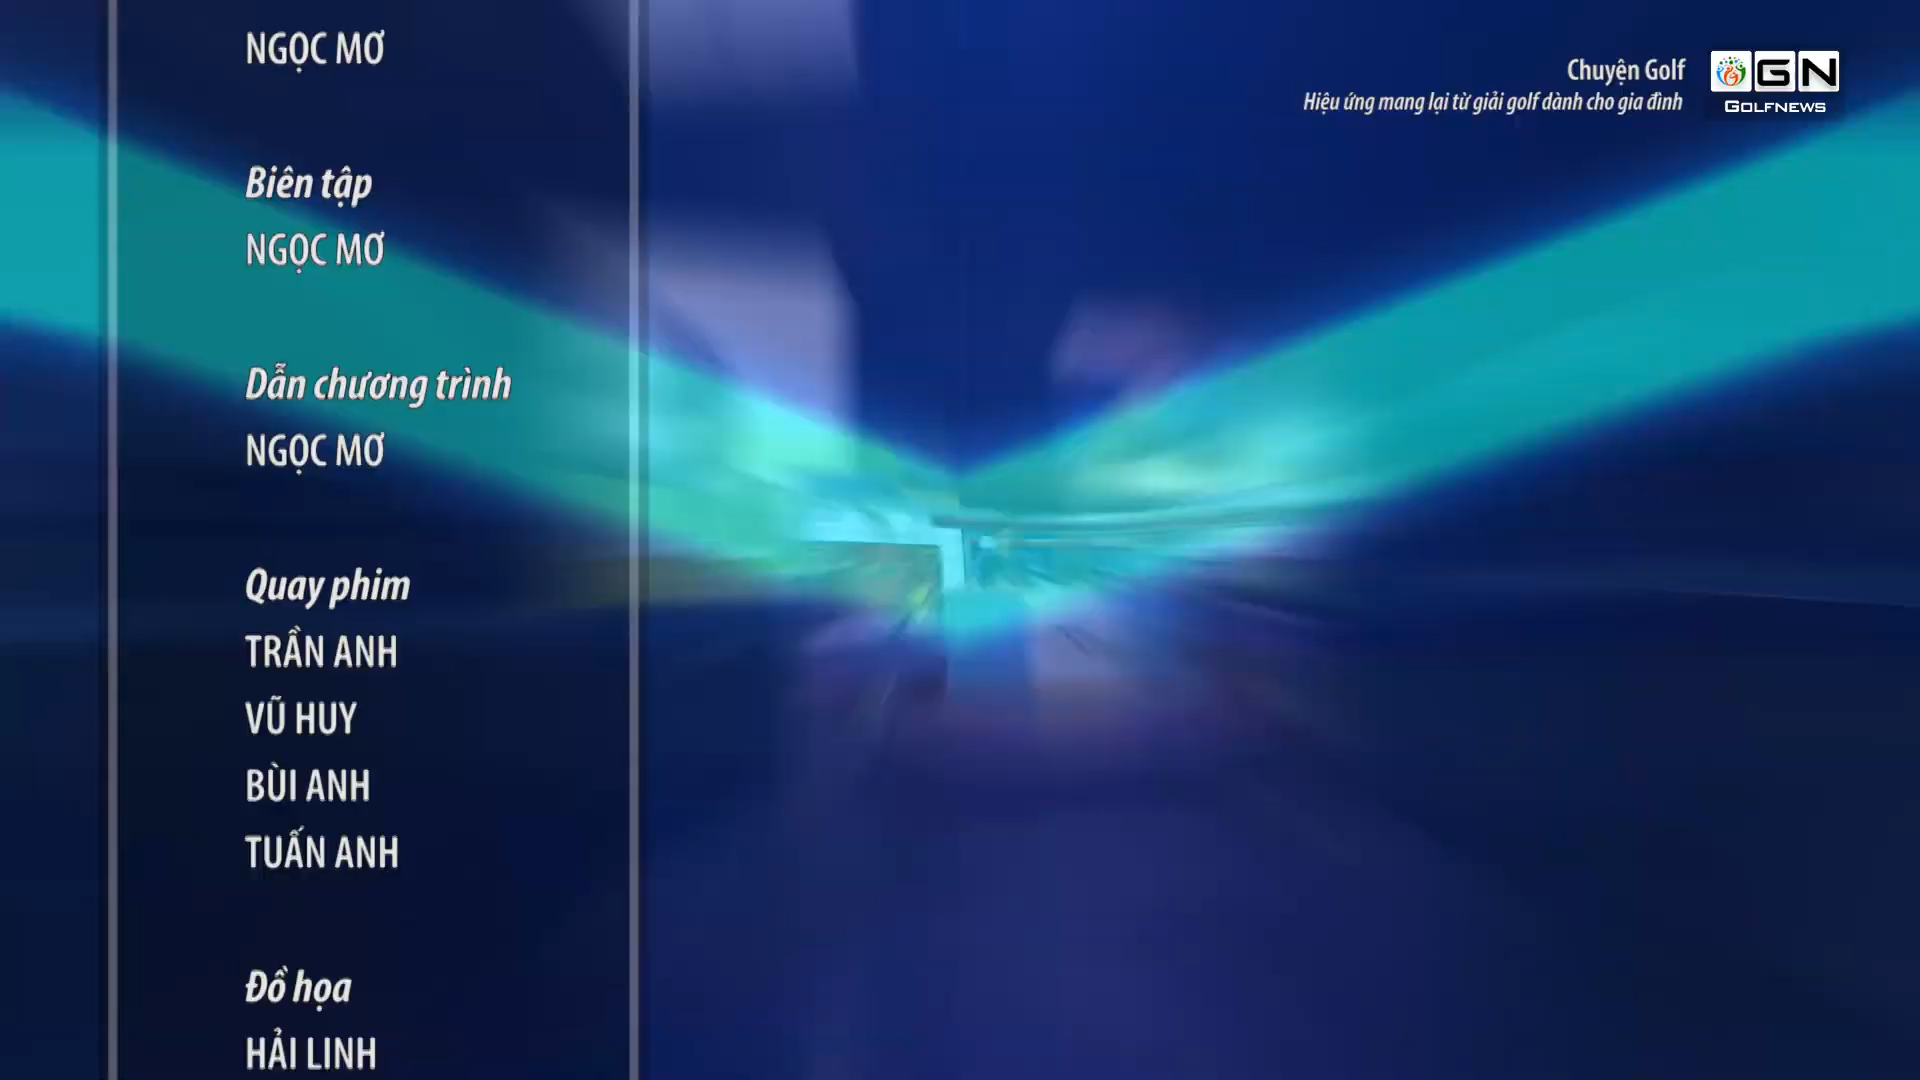 NGỌC MƠ
Biên tập
NGỌC MƠ
Dẫn chương trình
NGỌC MƠ
Quay phim
TRẦN ANH
VŨ HUY
BÙI ANH
TUẤN ANH
Đồ họa
HẢI LINH
Chuyện Golf
Hiệu ứng mang lại từ giải golf dành cho gia đình
GN
GOLFNEWS